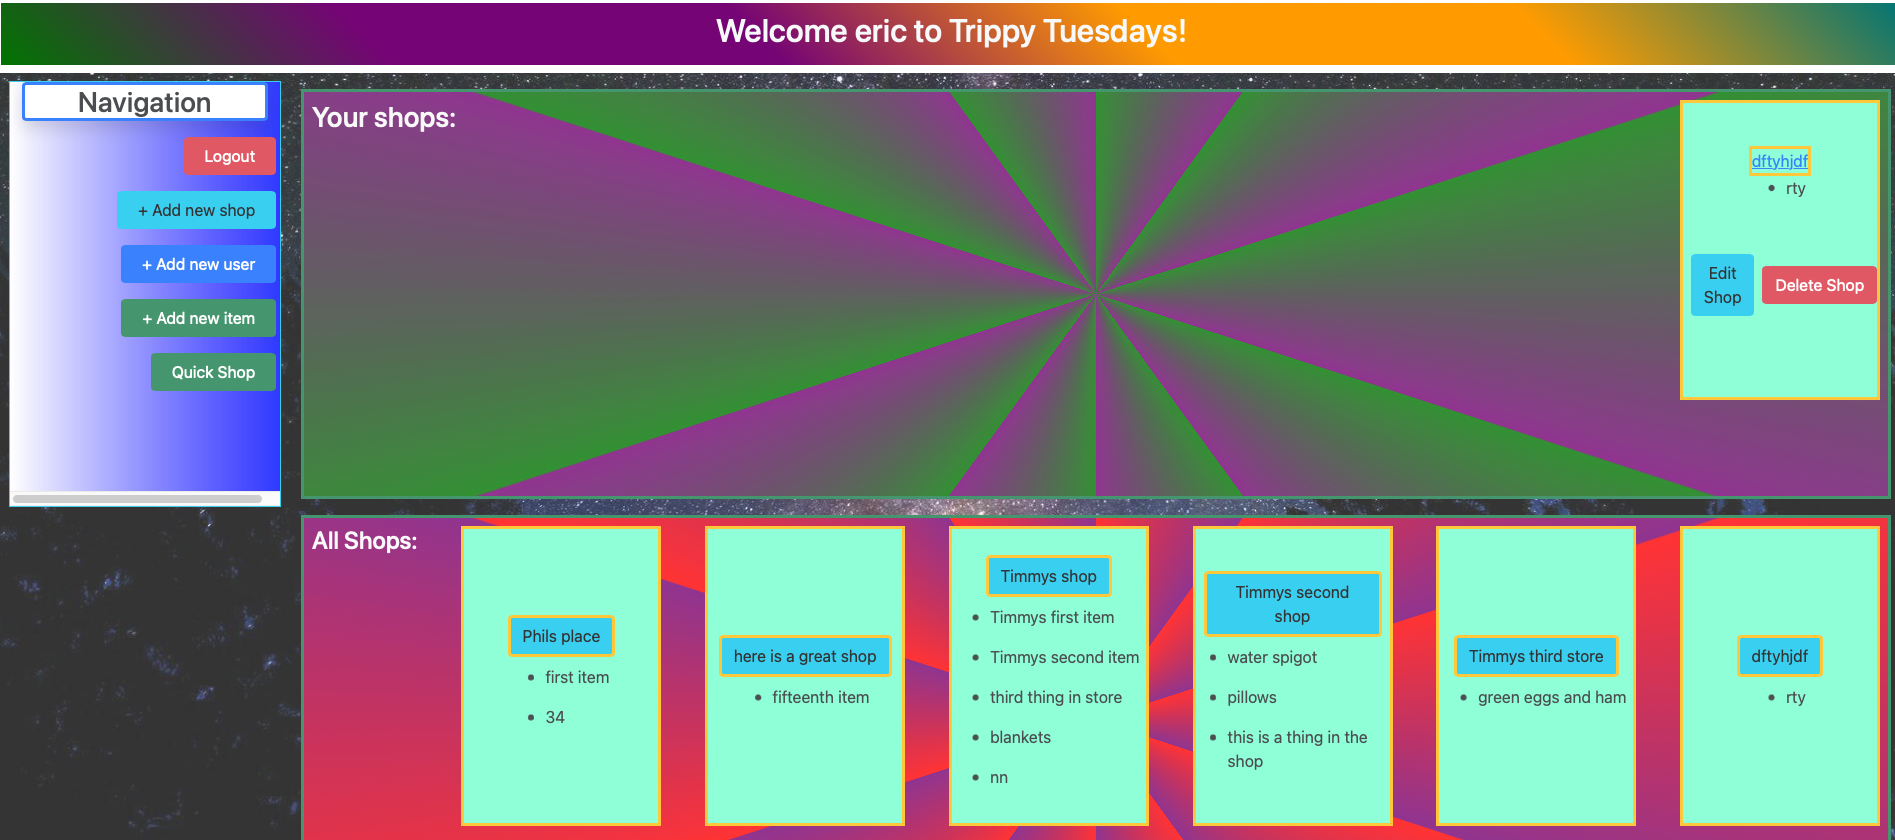 Welcome eric to Trippy Tuesdays!
Navigation
Logout
+ Add new shop
+ Add new user
+ Add new item
Quick Shop
Your shops:
dftyhjdf
• rty
Edit
Shop
Delete Shop
All Shops:
Phils place
• first item
• 34
here is a great shop
• fifteenth item
Timmys shop
• Timmys first item
• Timmys second item
• third thing in store
• blankets
• nn
Timmys second
shop
• water spigot
• pillows
• this is a thing in the
shop
Timmys third store
• green eggs and ham
dftyhjdf
• rty